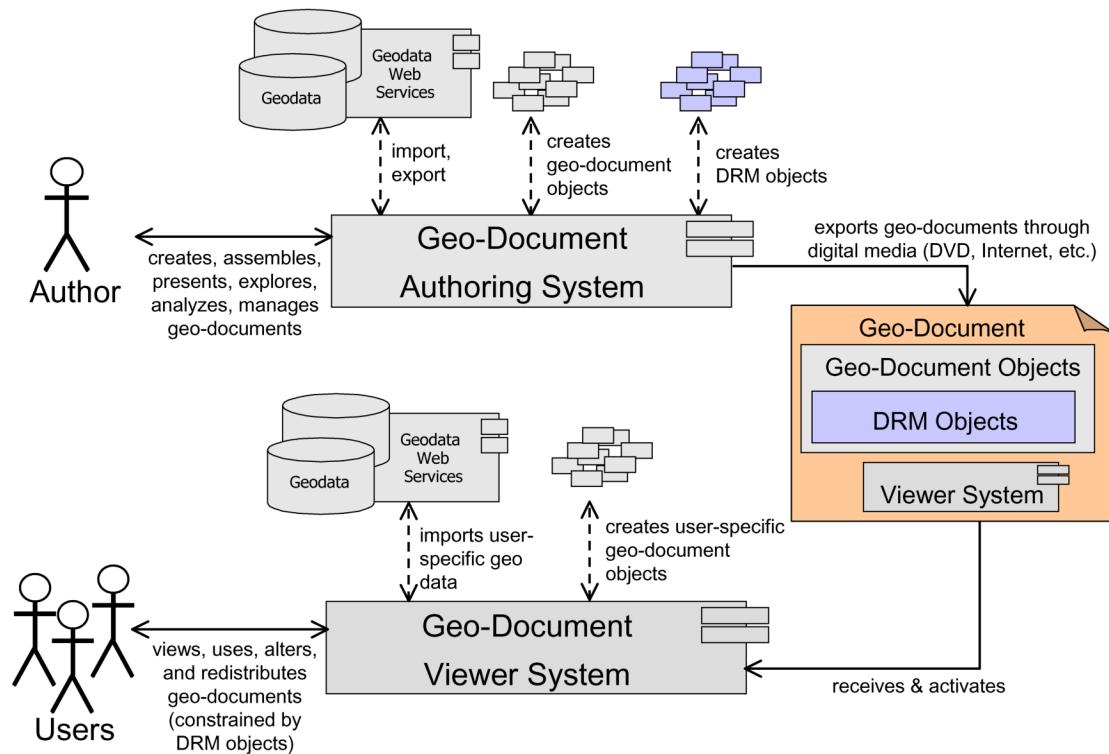 Geodata
Geodata
Web
Services
import,
export
creates
geo-document
objects
creates
DRM objects
Author
creates, assembles,
presents, explores,
analyzes, manages
geo-documents
Geo-Document
Authoring System
exports geo-documents through
digital media (DVD, Internet, etc.)
Geo-Document
Geo-Document Objects
DRM Objects
Viewer System
Geodata
Geodata
Web
Services
imports user-
specific geo
data
creates user-specific
geo-document
objects
Users
views, uses, alters,
and redistributes
geo-documents
(constrained by
DRM objects)
Geo-Document
Viewer System
receives & activates